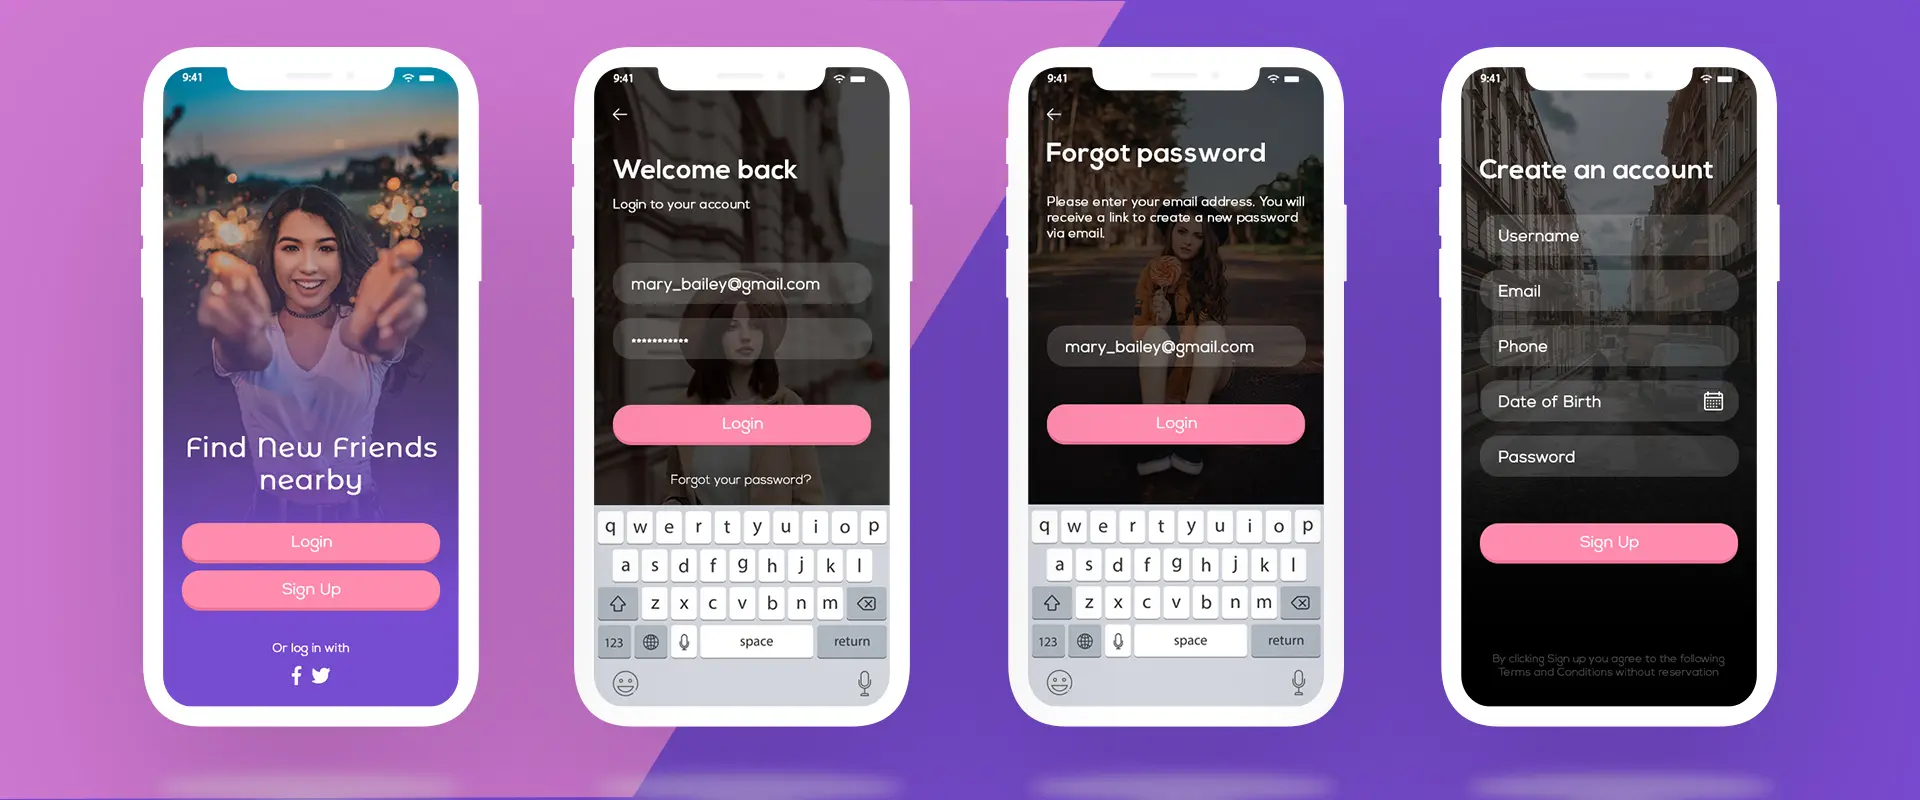 9:41
Find New Friends
nearby
Login
Sign Up
Or log in with
9:41
Welcome back
Login to your account
mary_bailey@gmail.com
***********
Login
Forgot your password?
q w e r t y u i o p
a s d f g h j k l
z x c v b n m
123 space return
9:41
Forgot password
Please enter your email address. You will
receive a link to create a new password
via email.
mary_bailey@gmail.com
Login
q w e r t y u i o p
a s d f g h j k l
z x c v b n m
123 space return
9:41
Create an account
Username
Email
Phone
Date of Birth
Password
Sign Up
By clicking Sign up you agree to the following
Terms and Conditions without reservation